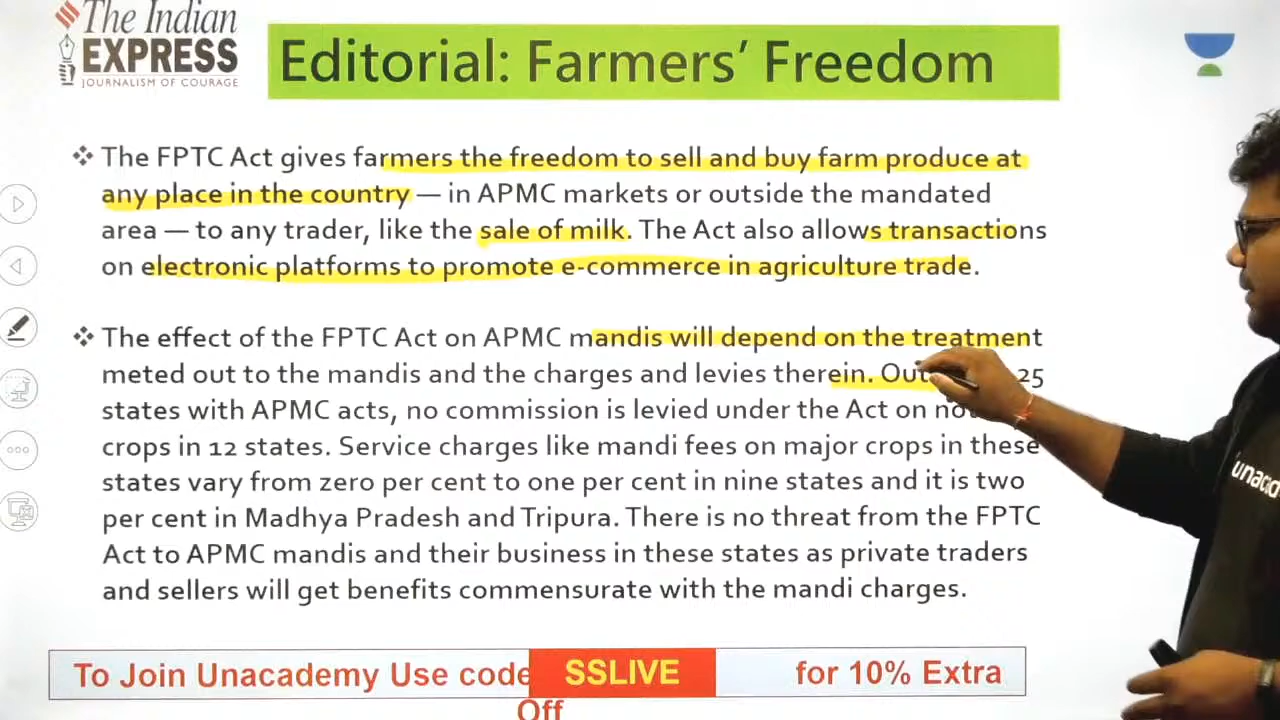 The Indian
EXPRESS
JOURNALISM OF COURAGE
Editorial: Farmers’ Freedom
The FPTC Act gives farmers the freedom to sell and buy farm produce at
any place in the country — in APMC markets or outside the mandated
area — to any trader, like the sale of milk. The Act also allows transactions
on electronic platforms to promote e-commerce in agriculture trade.
The effect of the FPTC Act on APMC mandis will depend on the treatment
meted out to the mandis and the charges and levies therein. Out 25
states with APMC acts, no commission is levied under the Act on
crops in 12 states. Service charges like mandi fees on major crops in these
states vary from zero per cent to one per cent in nine states and it is two
per cent in Madhya Pradesh and Tripura. There is no threat from the FPTC
Act to APMC mandis and their business in these states as private traders
and sellers will get benefits commensurate with the mandi charges.
To Join Unacademy Use code SSLIVE for 10% Extra
Off